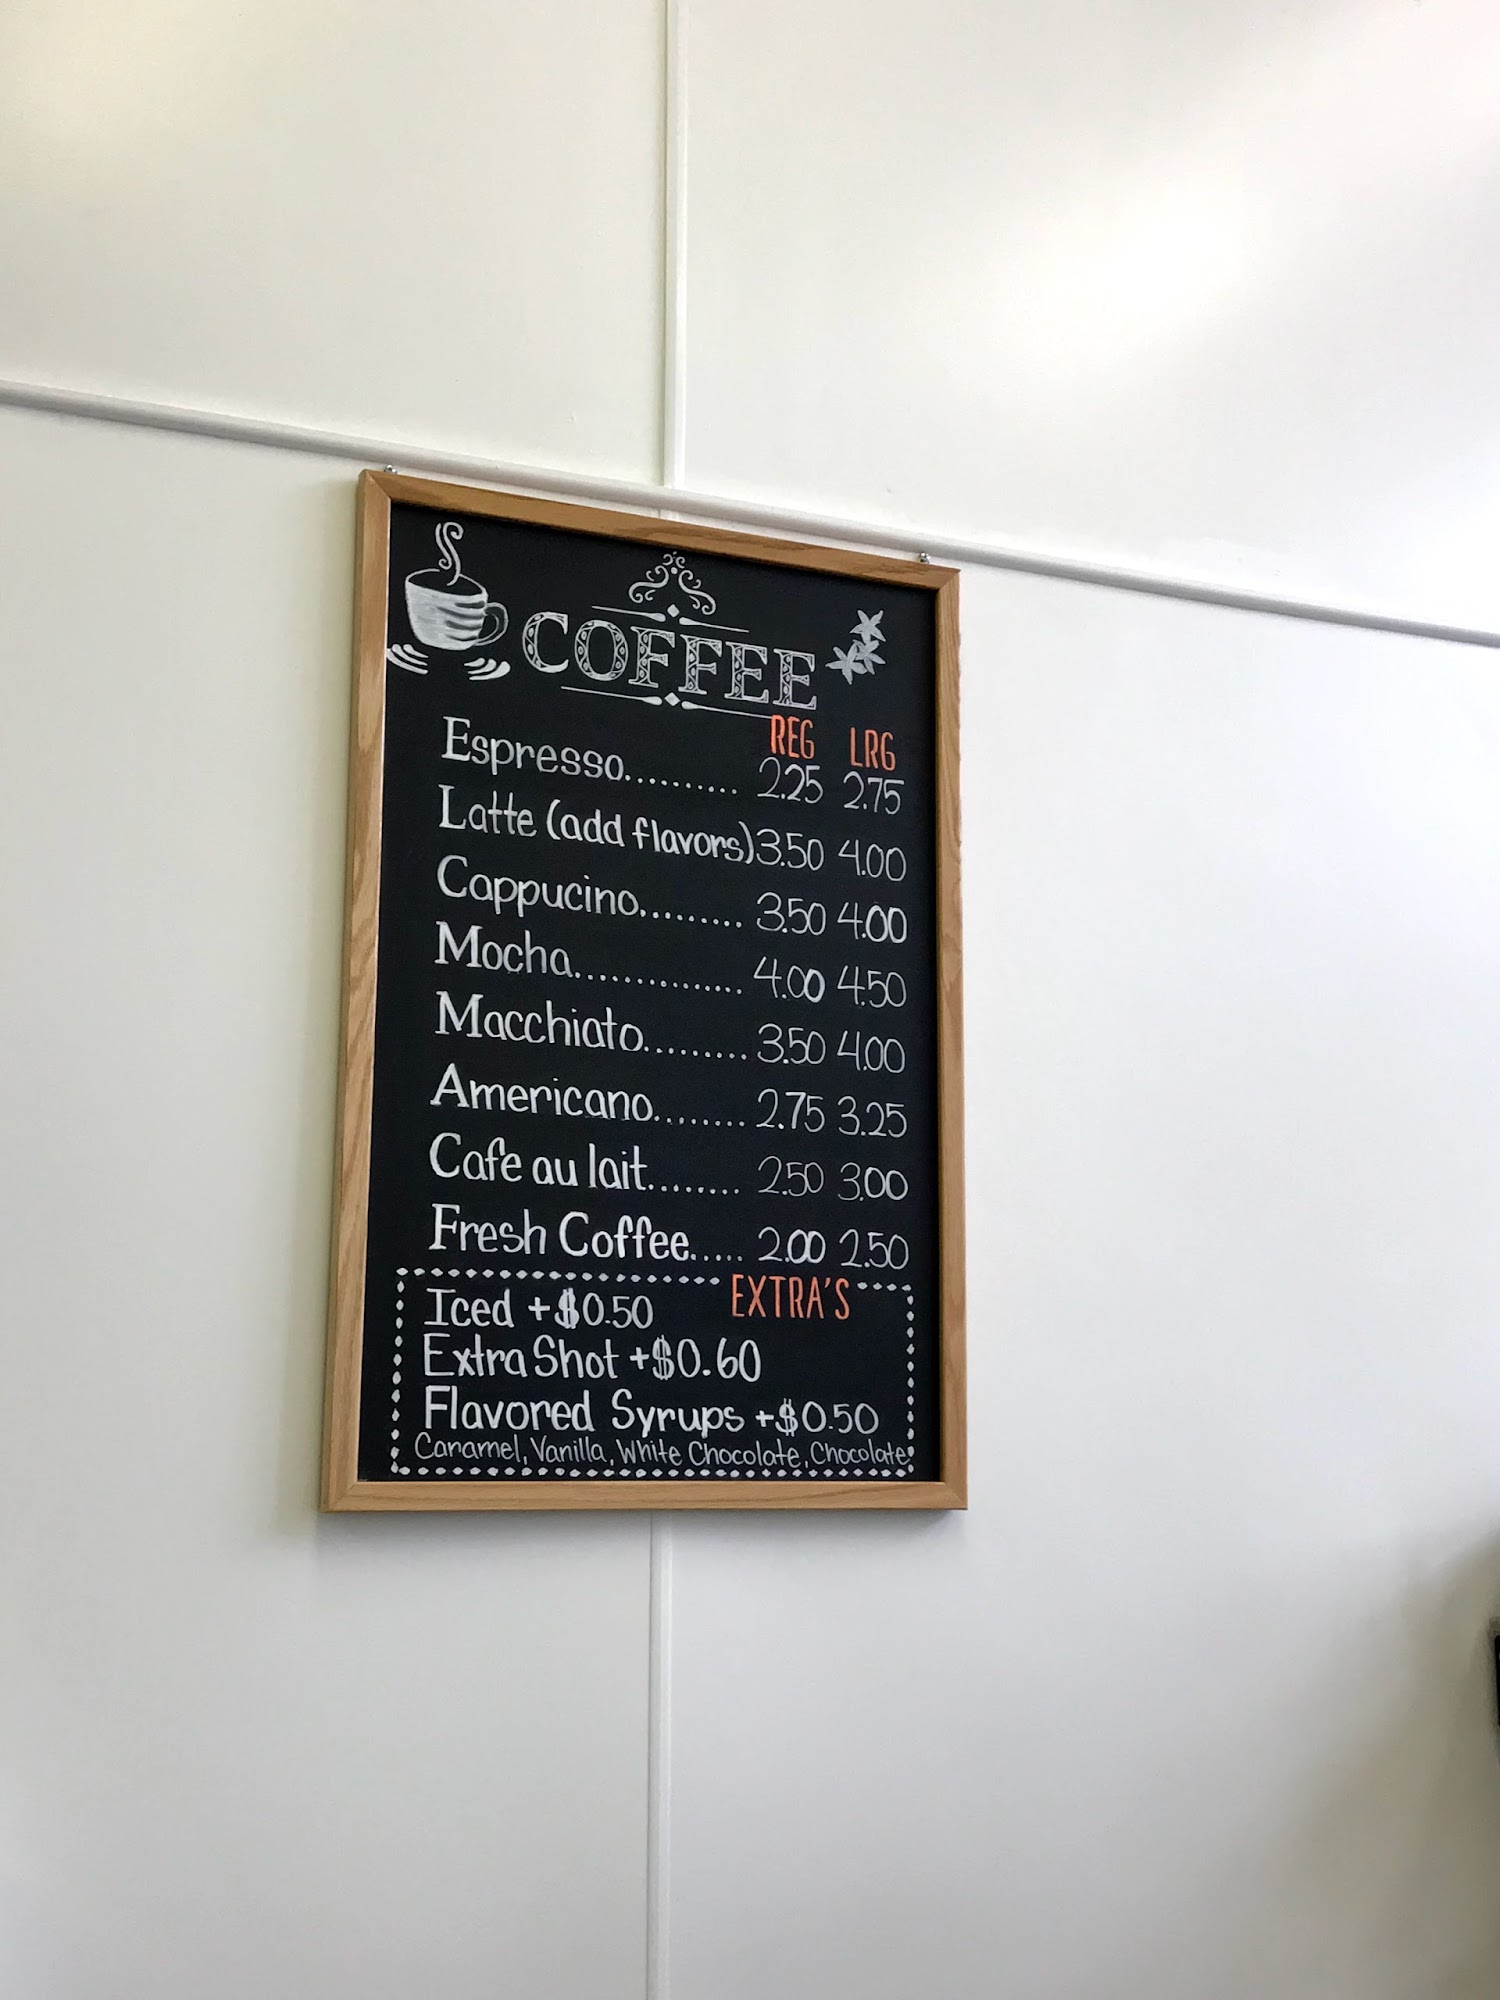 COFFEE
REG LRG
Espresso.......... 2.25 2.75
Latte (add flavors) 3.50 4.00
Cappucino......... 3.50 4.00
Mocha............... 4.00 4.50
Macchiato......... 3.50 4.00
Americano........ 2.75 3.25
Cafe au lait........ 2.50 3.00
Fresh Coffee..... 2.00 2.50
EXTRA'S
Iced +$0.50
Extra Shot +$0.60
Flavored Syrups +$0.50
Caramel, Vanilla, White Chocolate, Chocolate